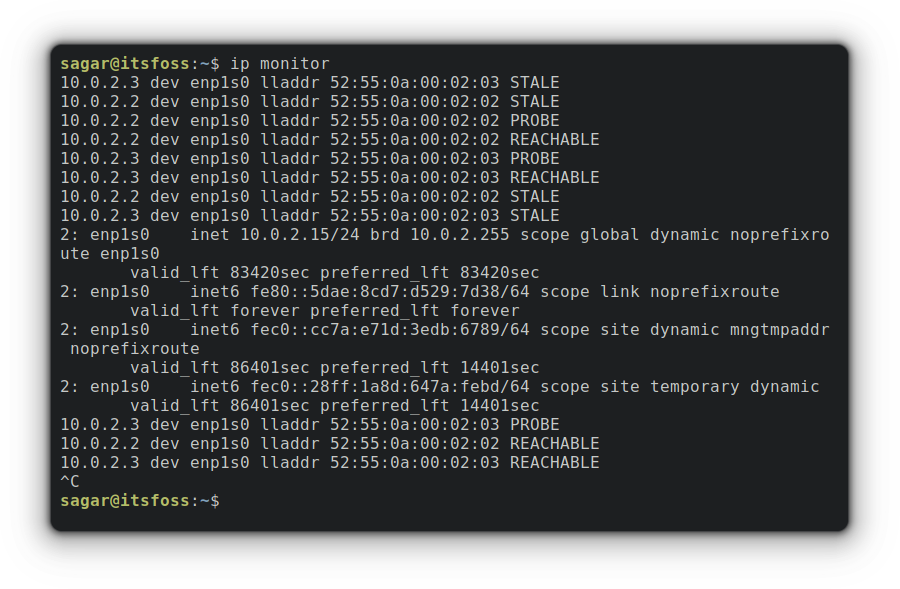 sagar@itsfoss:~$ ip monitor
10.0.2.3 dev enp1s0 lladdr 52:55:0a:00:02:03 STALE
10.0.2.2 dev enp1s0 lladdr 52:55:0a:00:02:02 STALE
10.0.2.2 dev enp1s0 lladdr 52:55:0a:00:02:02 PROBE
10.0.2.2 dev enp1s0 lladdr 52:55:0a:00:02:02 REACHABLE
10.0.2.3 dev enp1s0 lladdr 52:55:0a:00:02:03 PROBE
10.0.2.3 dev enp1s0 lladdr 52:55:0a:00:02:03 REACHABLE
10.0.2.2 dev enp1s0 lladdr 52:55:0a:00:02:02 STALE
10.0.2.3 dev enp1s0 lladdr 52:55:0a:00:02:03 STALE
2: enp1s0    inet 10.0.2.15/24 brd 10.0.2.255 scope global dynamic noprefixro
ute enp1s0
       valid_lft 83420sec preferred_lft 83420sec
2: enp1s0    inet6 fe80::5dae:8cd7:d529:7d38/64 scope link noprefixroute
       valid_lft forever preferred_lft forever
2: enp1s0    inet6 fec0::cc7a:e71d:3edb:6789/64 scope site dynamic mngtmpaddr
 noprefixroute
       valid_lft 86401sec preferred_lft 14401sec
2: enp1s0    inet6 fec0::28ff:1a8d:647a:febd/64 scope site temporary dynamic
       valid_lft 86401sec preferred_lft 14401sec
10.0.2.3 dev enp1s0 lladdr 52:55:0a:00:02:03 PROBE
10.0.2.2 dev enp1s0 lladdr 52:55:0a:00:02:02 REACHABLE
10.0.2.3 dev enp1s0 lladdr 52:55:0a:00:02:03 REACHABLE
^C
sagar@itsfoss:~$